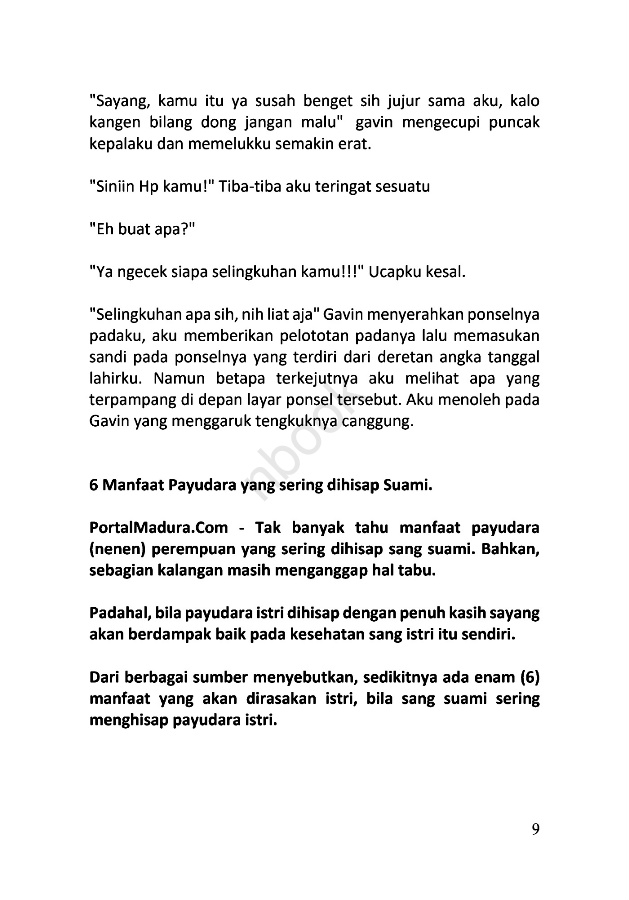 "Sayang, kamu itu ya susah benget sih jujur sama aku, kalo
kangen bilang dong jangan malu" gavin mengecupi puncak
kepalaku dan memelukku semakin erat.
"Siniin Hp kamu!" Tiba-tiba aku teringat sesuatu
"Eh buat apa?"
"Ya ngecek siapa selingkuhan kamu!!!" Ucapku kesal.
"Selingkuhan apa sih, nih liat aja" Gavin menyerahkan ponselnya
padaku, aku memberikan pelototan padanya lalu memasukan
sandi pada ponselnya yang terdiri dari deretan angka tanggal
lahirku. Namun betapa terkejutnya aku melihat apa yang
terpampang di depan layar ponsel tersebut. Aku menoleh pada
Gavin yang menggaruk tengkuknya canggung.
nbook
6 Manfaat Payudara yang sering dihisap Suami.
PortalMadura.Com - Tak banyak tahu manfaat payudara
(nenen) perempuan yang sering dihisap sang suami. Bahkan,
sebagian kalangan masih menganggap hal tabu.
Padahal, bila payudara istri dihisap dengan penuh kasih sayang
akan berdampak baik pada kesehatan sang istri itu sendiri.
Dari berbagai sumber menyebutkan, sedikitnya ada enam (6)
manfaat yang akan dirasakan istri, bila sang suami sering
menghisap payudara istri.
9